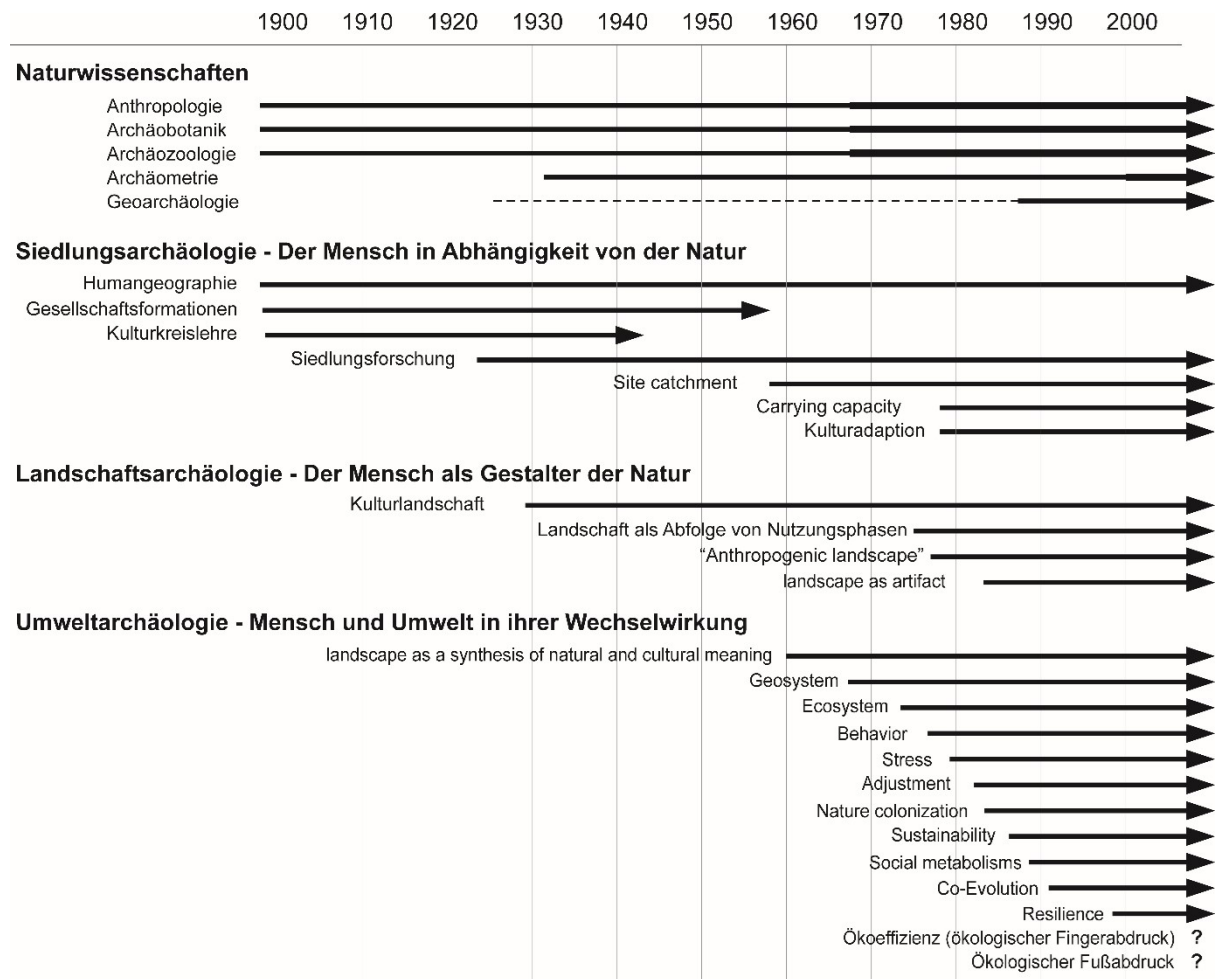 1900 1910 1920 1930 1940 1950 1960 1970 1980 1990 2000
Naturwissenschaften
Anthropologie
Archäobotanik
Archäozoologie
Archäometrie
Geoarchäologie
Siedlungsarchäologie - Der Mensch in Abhängigkeit von der Natur
Humangeographie
Gesellschaftsformationen
Kulturkreislehre
Siedlungsforschung
Site catchment
Carrying capacity
Kulturadaption
Landschaftsarchäologie - Der Mensch als Gestalter der Natur
Kulturlandschaft
Landschaft als Abfolge von Nutzungsphasen
“Anthropogenic landscape”
landscape as artifact
Umweltarchäologie - Mensch und Umwelt in ihrer Wechselwirkung
landscape as a synthesis of natural and cultural meaning
Geosystem
Ecosystem
Behavior
Stress
Adjustment
Nature colonization
Sustainability
Social metabolisms
Co-Evolution
Resilience
Ökoeffizienz (ökologischer Fingerabdruck) ?
Ökologischer Fußabdruck ?